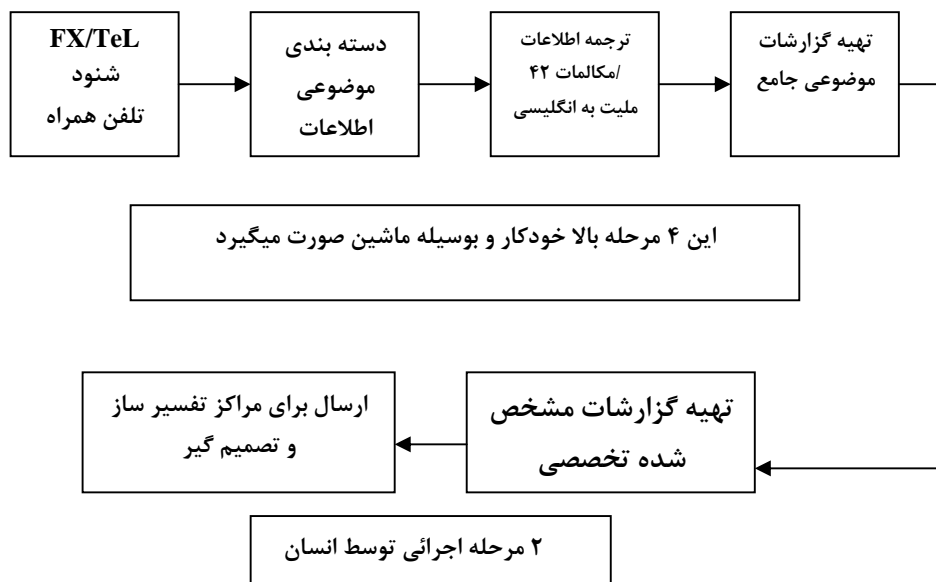 FX/TeL
شنود
تلفن همراه
دسته بندی
موضوعی
اطلاعات
ترجمه اطلاعات
/مکالمات ۴۲
ملیت به انگلیسی
تهیه گزارشات
موضوعی جامع
این ۴ مرحله بالا خودکار و بوسیله ماشین صورت میگیرد
تهیه گزارشات مشخص
شده تخصصی
ارسال برای مراکز تفسیر ساز
و تصمیم گیر
۲ مرحله اجرائی توسط انسان